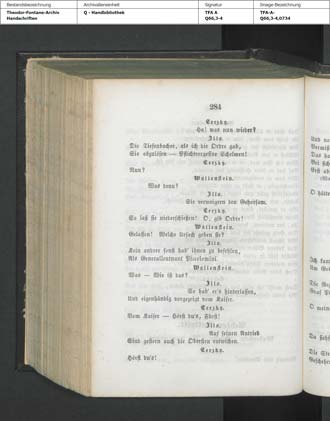 Bestandsbezeichnung
Theodor-Fontane-Archiv
Handschriften
Archivalieneinheit
Q - Handbibliothek
Signatur
TFA A
Q66,3-4
Image-Bezeichnung
TFA-A-
Q66,3-4,0734
284
Terzky.
Ha! was nun wieder?
Illo.
Die Tiefenbacher, als ich die Ordre gab,
Sie abzulösen — Pflichtvergeßne Schelmen!
Terzky.
Nun?
Wallenstein.
Was denn?
Illo.
Sie verweigern den Gehorsam.
Terzky.
So laß sie niederschießen! O, gib Ordre!
Wallenstein.
Gelassen! Welche Ursach geben sie?
Illo.
Kein andrer sonst hab' ihnen zu befehlen,
Als Generallieutnant Piccolomini.
Wallenstein.
Was — Wie ist das?
Illo.
So hab' er's hinterlassen,
Und eigenhändig vorgezeigt vom Kaiser.
Terzky.
Vom Kaiser — Hörst du's, Fürst!
Illo.
Auf seinen Antrieb
Sind gestern auch die Obersten entwichen.
Terzky.
Hörst du's!